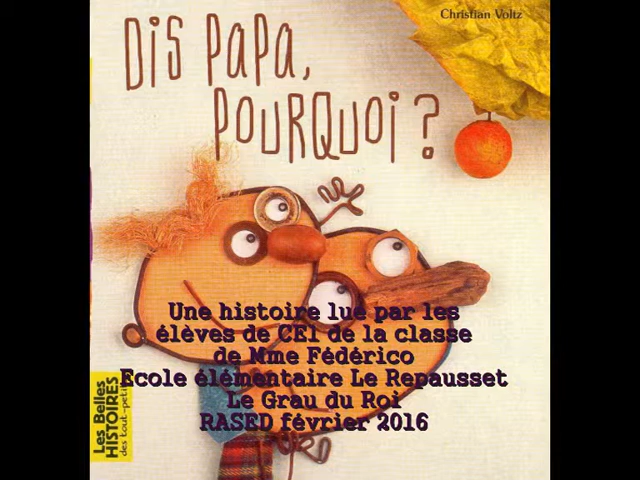 Christian Voltz
DIS PAPA,
POURQUOI ?
Une histoire lue par les
élèves de CE1 de la classe
de Mme Fédérico
Ecole élémentaire Le Repausset
Le Grau du Roi
RASED février 2016
Les Belles
HISTOIRES
des tout-petits